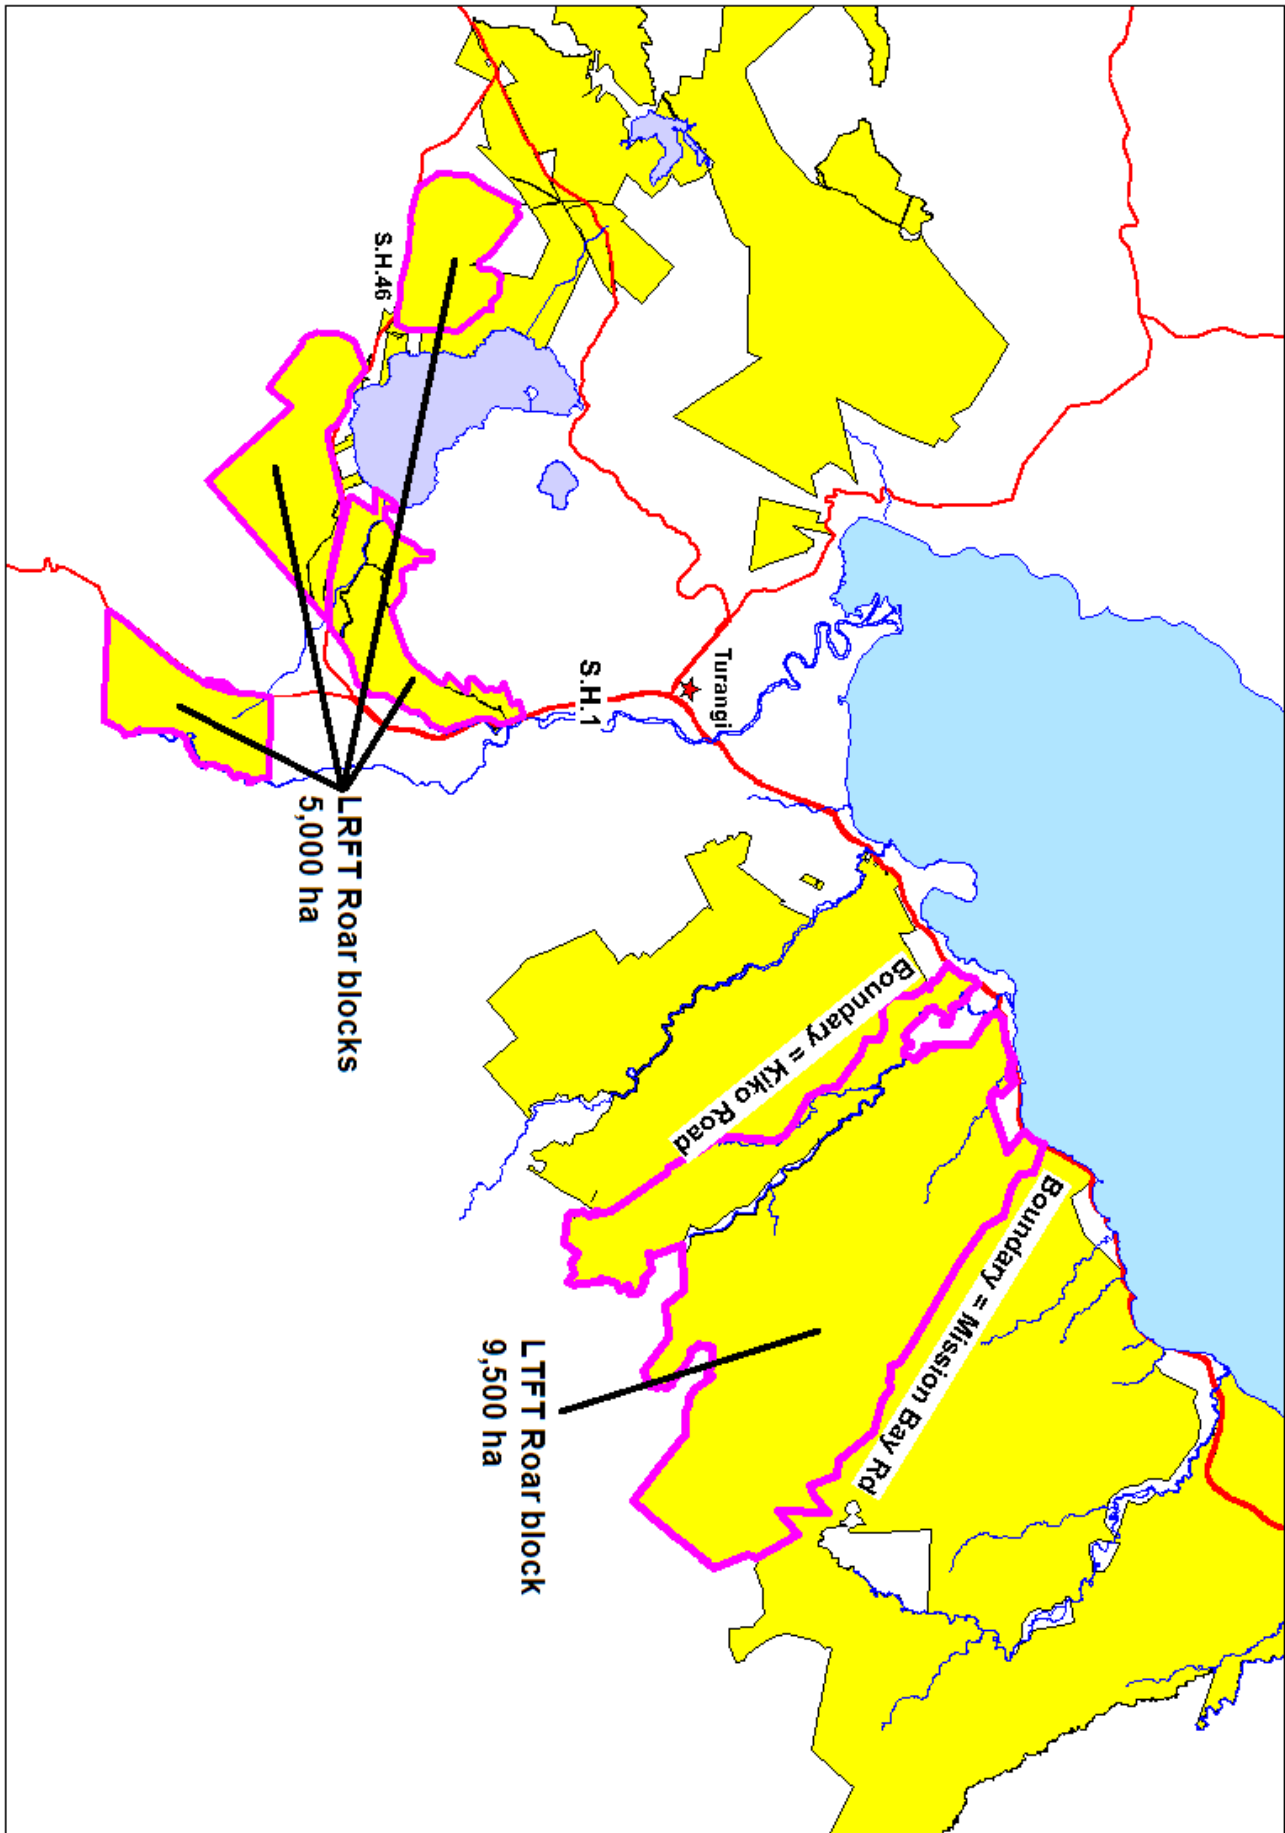 Turangi
S.H.1
S.H.46
Boundary = Mission Bay Rd
Boundary = Kiko Road
LTFT Roar block
9,500 ha
LRFT Roar blocks
5,000 ha